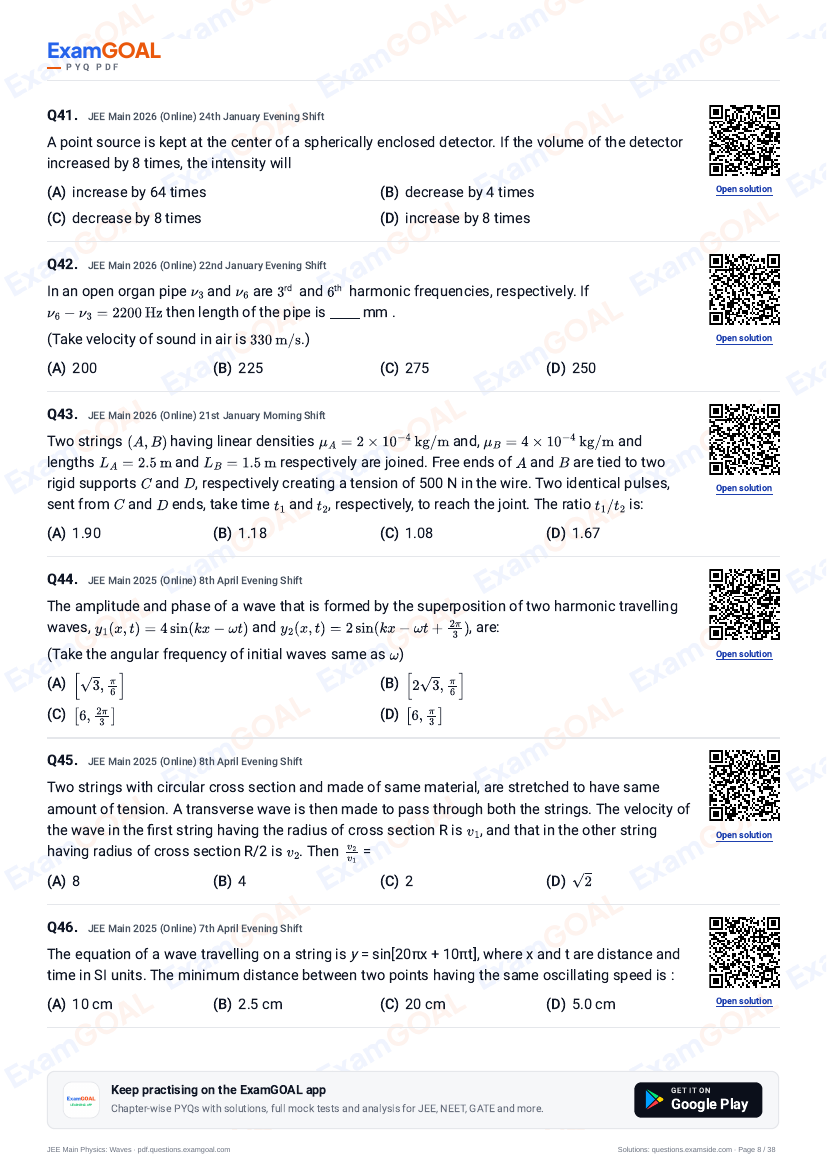 ExamGOAL
PYQ PDF
Q41. JEE Main 2026 (Online) 24th January Evening Shift
A point source is kept at the center of a spherically enclosed detector. If the volume of the detector
increased by 8 times, the intensity will
(A) increase by 64 times (B) decrease by 4 times
(C) decrease by 8 times (D) increase by 8 times
Open solution
Q42. JEE Main 2026 (Online) 22nd January Evening Shift
In an open organ pipe ν₃ and ν₆ are 3ʳᵈ and 6ᵗʰ harmonic frequencies, respectively. If
ν₆ − ν₃ = 2200 Hz then length of the pipe is ____ mm .
(Take velocity of sound in air is 330 m/s.)
(A) 200 (B) 225 (C) 275 (D) 250
Open solution
Q43. JEE Main 2026 (Online) 21st January Morning Shift
Two strings (A, B) having linear densities μ_A = 2 × 10⁻⁴ kg/m and, μ_B = 4 × 10⁻⁴ kg/m and
lengths L_A = 2.5 m and L_B = 1.5 m respectively are joined. Free ends of A and B are tied to two
rigid supports C and D, respectively creating a tension of 500 N in the wire. Two identical pulses,
sent from C and D ends, take time t₁ and t₂, respectively, to reach the joint. The ratio t₁/t₂ is:
(A) 1.90 (B) 1.18 (C) 1.08 (D) 1.67
Open solution
Q44. JEE Main 2025 (Online) 8th April Evening Shift
The amplitude and phase of a wave that is formed by the superposition of two harmonic travelling
waves, y₁(x, t) = 4 sin(kx − ωt) and y₂(x, t) = 2 sin(kx − ωt + 2π/3), are:
(Take the angular frequency of initial waves same as ω)
(A) [√3, π/6] (B) [2√3, π/6]
(C) [6, 2π/3] (D) [6, π/3]
Open solution
Q45. JEE Main 2025 (Online) 8th April Evening Shift
Two strings with circular cross section and made of same material, are stretched to have same
amount of tension. A transverse wave is then made to pass through both the strings. The velocity of
the wave in the first string having the radius of cross section R is v₁, and that in the other string
having radius of cross section R/2 is v₂. Then v₂/v₁ =
(A) 8 (B) 4 (C) 2 (D) √2
Open solution
Q46. JEE Main 2025 (Online) 7th April Evening Shift
The equation of a wave travelling on a string is y = sin[20πx + 10πt], where x and t are distance and
time in SI units. The minimum distance between two points having the same oscillating speed is :
(A) 10 cm (B) 2.5 cm (C) 20 cm (D) 5.0 cm
Open solution
ExamGOAL
Keep practising on the ExamGOAL app
Chapter-wise PYQs with solutions, full mock tests and analysis for JEE, NEET, GATE and more.
GET IT ON
Google Play
JEE Main Physics: Waves · pdf.questions.examgoal.com
Solutions: questions.examside.com · Page 8 / 38